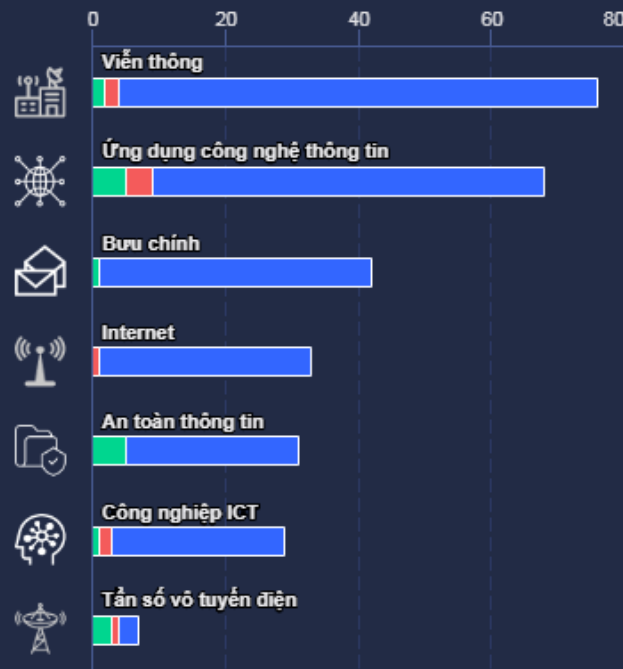 0 20 40 60 80
Viễn thông
Ứng dụng công nghệ thông tin
Bưu chính
Internet
An toàn thông tin
Công nghiệp ICT
Tần số vô tuyến điện